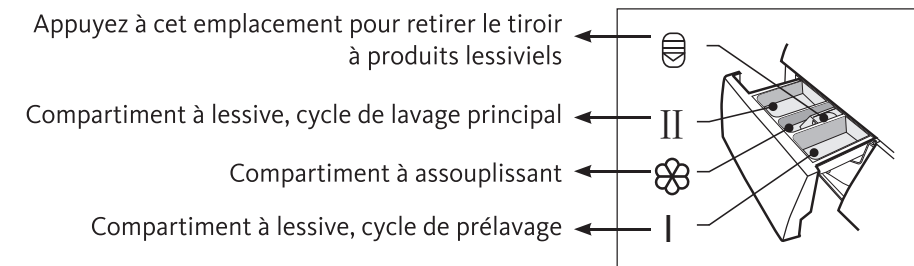 Appuyez à cet emplacement pour retirer le tiroir
à produits lessiviels
Compartiment à lessive, cycle de lavage principal
II
Compartiment à assouplissant
Compartiment à lessive, cycle de prélavage
I